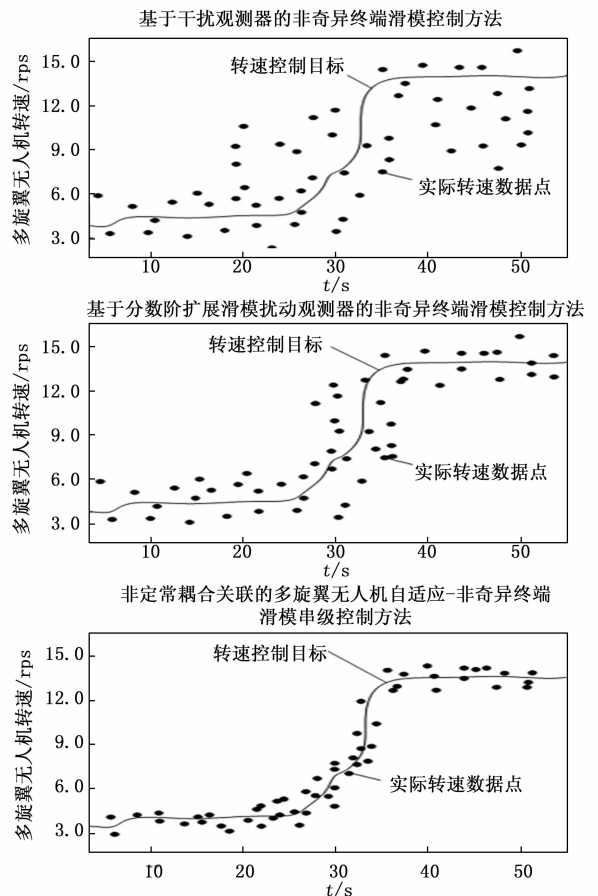 基于干扰观测器的非奇异终端滑模控制方法
多旋翼无人机转速/rps
15.0
12.0
9.0
6.0
3.0
转速控制目标
实际转速数据点
10 20 30 40 50
t/s
基于分数阶扩展滑模扰动观测器的非奇异终端滑模控制方法
多旋翼无人机转速/rps
15.0
12.0
9.0
6.0
3.0
转速控制目标
实际转速数据点
10 20 30 40 50
t/s
非定常耦合关联的多旋翼无人机自适应-非奇异终端
滑模串级控制方法
多旋翼无人机转速/rps
15.0
12.0
9.0
6.0
3.0
转速控制目标
实际转速数据点
10 20 30 40 50
t/s